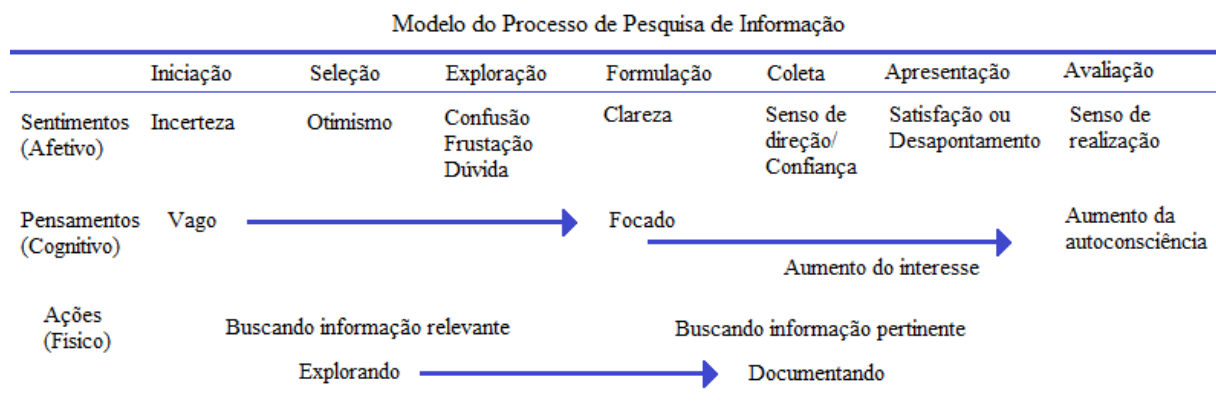 Modelo do Processo de Pesquisa de Informação
Iniciação Seleção Exploração Formulação Coleta Apresentação Avaliação
Sentimentos (Afetivo) Incerteza Otimismo Confusão Frustação Dúvida Clareza Senso de direção/ Confiança Satisfação ou Desapontamento Senso de realização
Pensamentos (Cognitivo) Vago Focado Aumento da autoconsciência
Aumento do interesse
Ações (Físico) Buscando informação relevante Buscando informação pertinente
Explorando Documentando